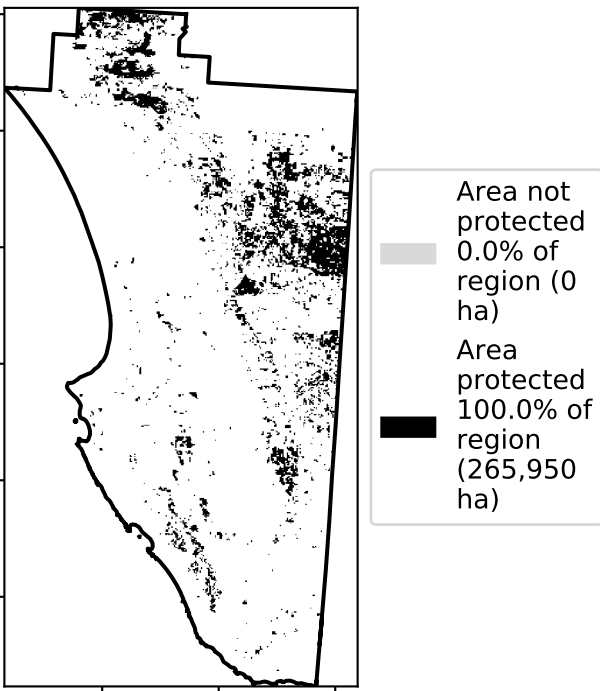 Area not
protected
0.0% of
region (0
ha)
Area
protected
100.0% of
region
(265,950
ha)